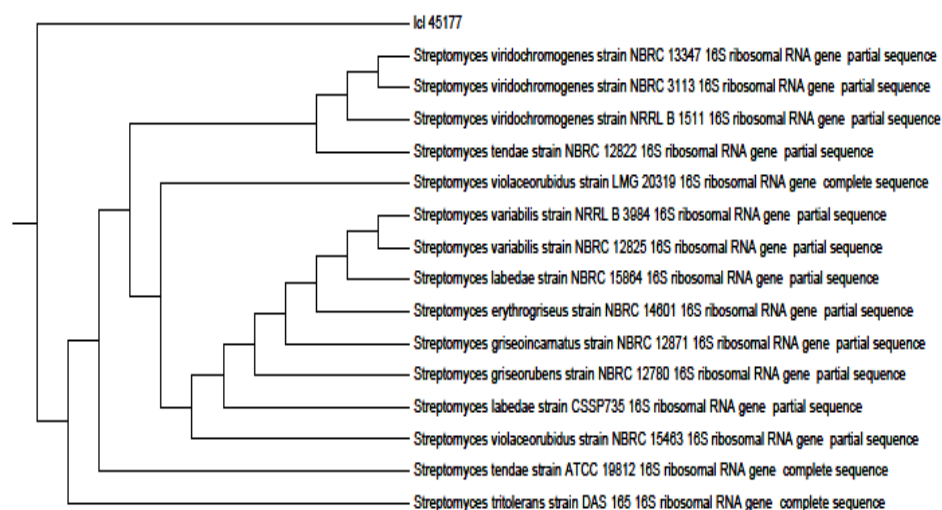 lcl 45177
Streptomyces viridochromogenes strain NBRC 13347 16S ribosomal RNA gene partial sequence
Streptomyces viridochromogenes strain NBRC 3113 16S ribosomal RNA gene partial sequence
Streptomyces viridochromogenes strain NRRL B 1511 16S ribosomal RNA gene partial sequence
Streptomyces tendae strain NBRC 12822 16S ribosomal RNA gene partial sequence
Streptomyces violaceorubidus strain LMG 20319 16S ribosomal RNA gene complete sequence
Streptomyces variabilis strain NRRL B 3984 16S ribosomal RNA gene partial sequence
Streptomyces variabilis strain NBRC 12825 16S ribosomal RNA gene partial sequence
Streptomyces labedae strain NBRC 15864 16S ribosomal RNA gene partial sequence
Streptomyces erythrogriseus strain NBRC 14601 16S ribosomal RNA gene partial sequence
Streptomyces griseoincarnatus strain NBRC 12871 16S ribosomal RNA gene partial sequence
Streptomyces griseorubens strain NBRC 12780 16S ribosomal RNA gene partial sequence
Streptomyces labedae strain CSSP735 16S ribosomal RNA gene partial sequence
Streptomyces violaceorubidus strain NBRC 15463 16S ribosomal RNA gene partial sequence
Streptomyces tendae strain ATCC 19812 16S ribosomal RNA gene complete sequence
Streptomyces tritolerans strain DAS 165 16S ribosomal RNA gene complete sequence